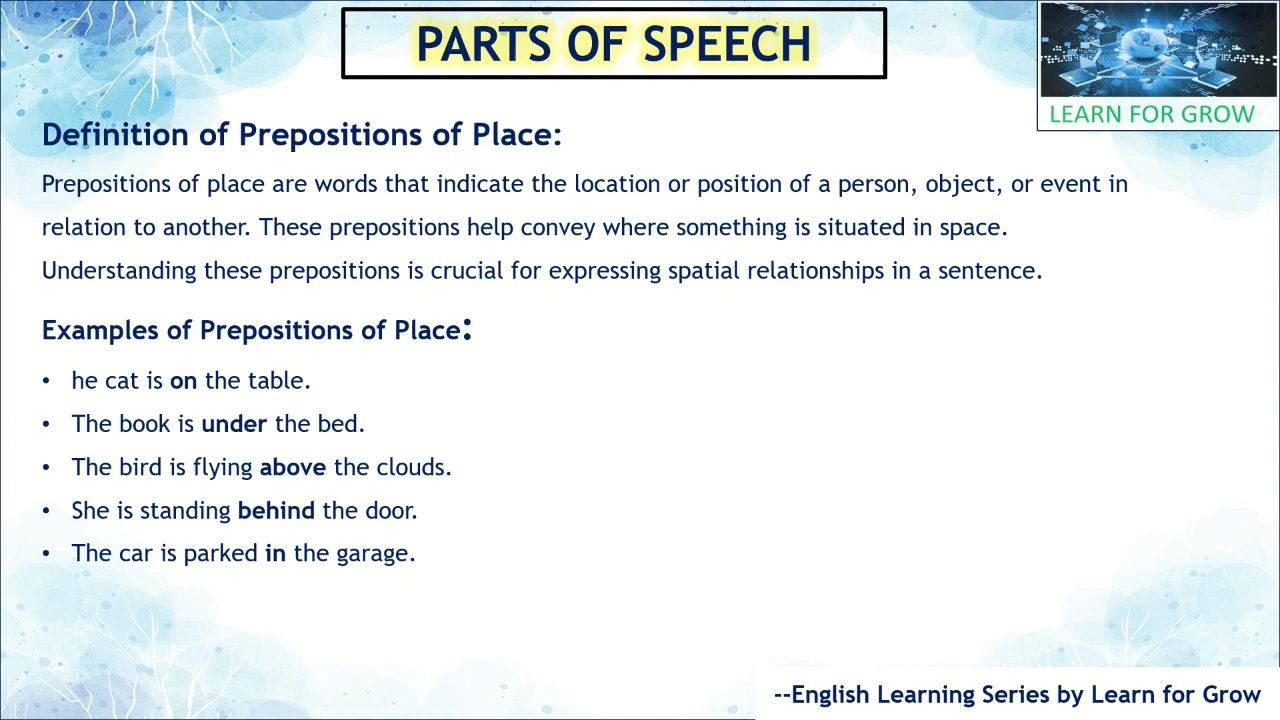 PARTS OF SPEECH
LEARN FOR GROW
Definition of Prepositions of Place:
Prepositions of place are words that indicate the location or position of a person, object, or event in
relation to another. These prepositions help convey where something is situated in space.
Understanding these prepositions is crucial for expressing spatial relationships in a sentence.
Examples of Prepositions of Place:
• he cat is on the table.
• The book is under the bed.
• The bird is flying above the clouds.
• She is standing behind the door.
• The car is parked in the garage.
--English Learning Series by Learn for Grow